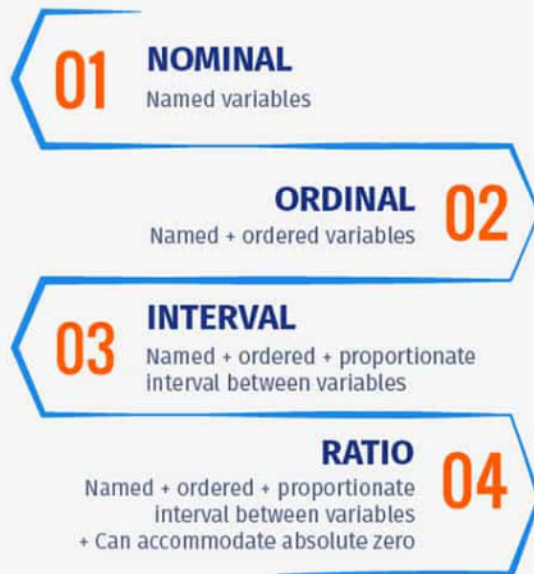 01
NOMINAL
Named variables
ORDINAL
02
Named + ordered variables
03
INTERVAL
Named + ordered + proportionate
interval between variables
RATIO
04
Named + ordered + proportionate
interval between variables
+ Can accommodate absolute zero